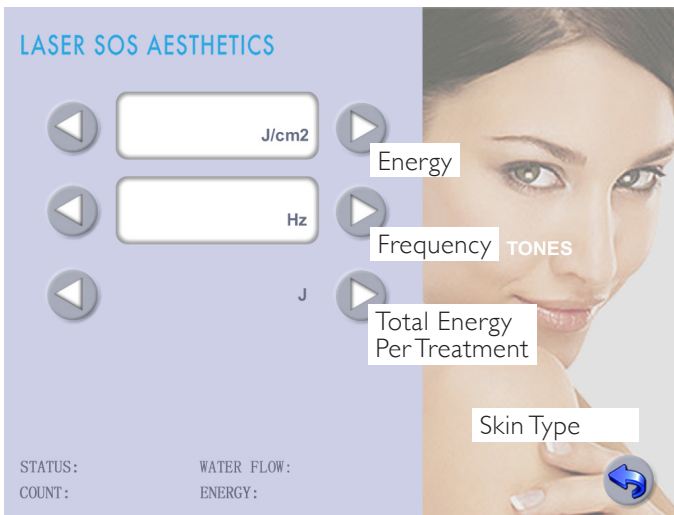 LASER SOS AESTHETICS
J/cm2
Energy
Hz
Frequency TONES
J
Total Energy
Per Treatment
Skin Type
STATUS: WATER FLOW:
COUNT: ENERGY: